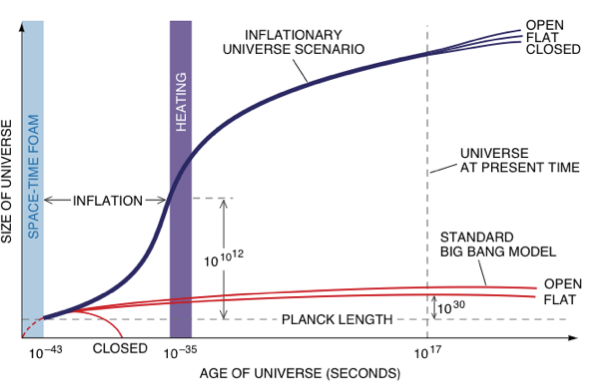 OPEN
FLAT
CLOSED
INFLATIONARY
UNIVERSE SCENARIO
HEATING
SPACE-TIME FOAM
SIZE OF UNIVERSE
UNIVERSE
AT PRESENT TIME
INFLATION
10^10^12
STANDARD
BIG BANG MODEL
OPEN
FLAT
10^30
PLANCK LENGTH
CLOSED
10^–43
10^–35
10^17
AGE OF UNIVERSE (SECONDS)